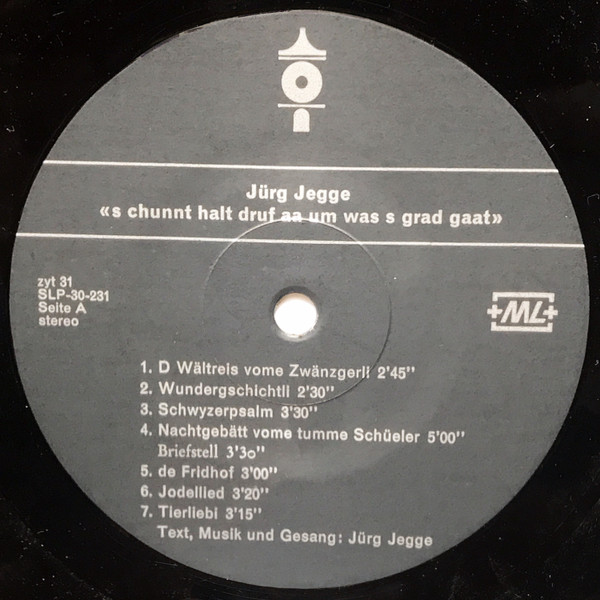 Jürg Jegge
«s chunnt halt druf aa um was s grad gaat»
zyt 31
SLP-30-231
Seite A
stereo
+ML+
1. D Wältreis vome Zwänzgerli 2'45''
2. Wundergschichtli 2'30''
3. Schwyzerpsalm 3'30''
4. Nachtgebätt vome tumme Schüeler 5'00''
Briefstell 3'30''
5. de Fridhof 3'00''
6. Jodellied 3'20''
7. Tierliebi 3'15''
Text, Musik und Gesang: Jürg Jegge